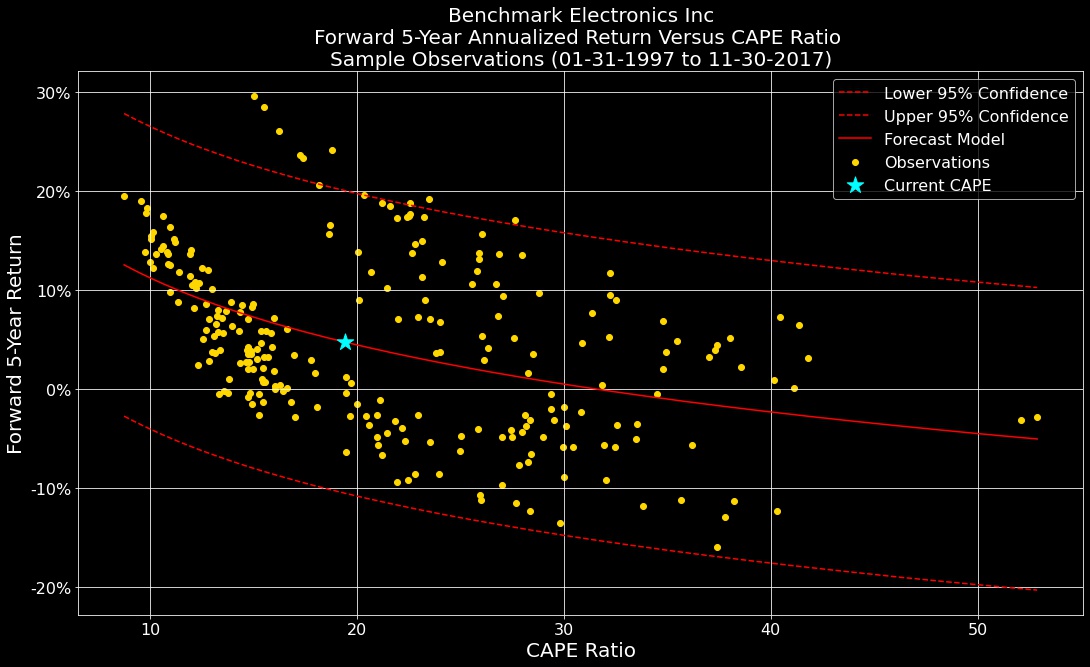 Benchmark Electronics Inc
Forward 5-Year Annualized Return Versus CAPE Ratio
Sample Observations (01-31-1997 to 11-30-2017)
Lower 95% Confidence
Upper 95% Confidence
Forecast Model
Observations
Current CAPE
Forward 5-Year Return
30%
20%
10%
0%
-10%
-20%
10 20 30 40 50
CAPE Ratio